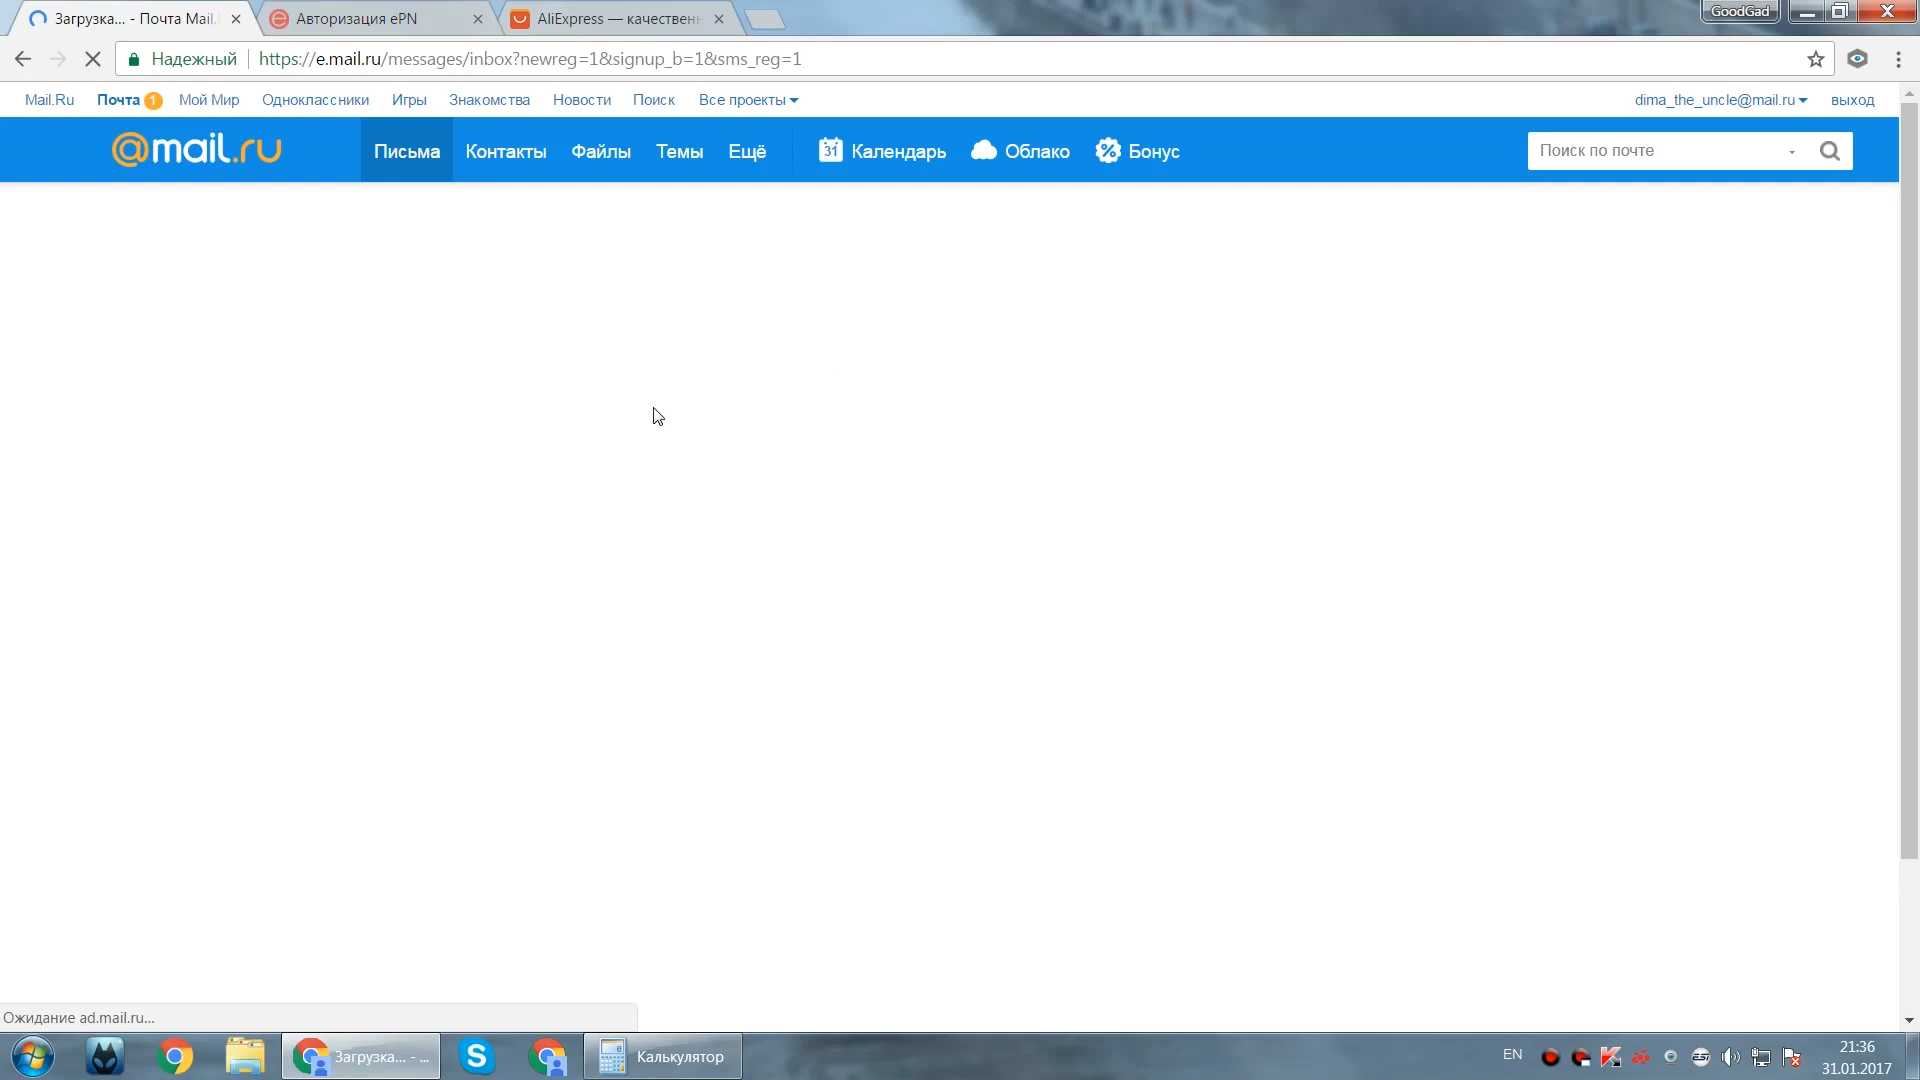 Загрузка... - Почта Mail.
Авторизация ePN
AliExpress — качествен
GoodGad
Надежный
https://e.mail.ru/messages/inbox?newreg=1&signup_b=1&sms_reg=1
Mail.Ru Почта 1 Мой Мир Одноклассники Игры Знакомства Новости Поиск Все проекты
dima_the_uncle@mail.ru выход
@mail.ru
Письма Контакты Файлы Темы Ещё
31 Календарь Облако Бонус
Поиск по почте
Ожидание ad.mail.ru...
Загрузка... - ...
Калькулятор
EN
21:36
31.01.2017